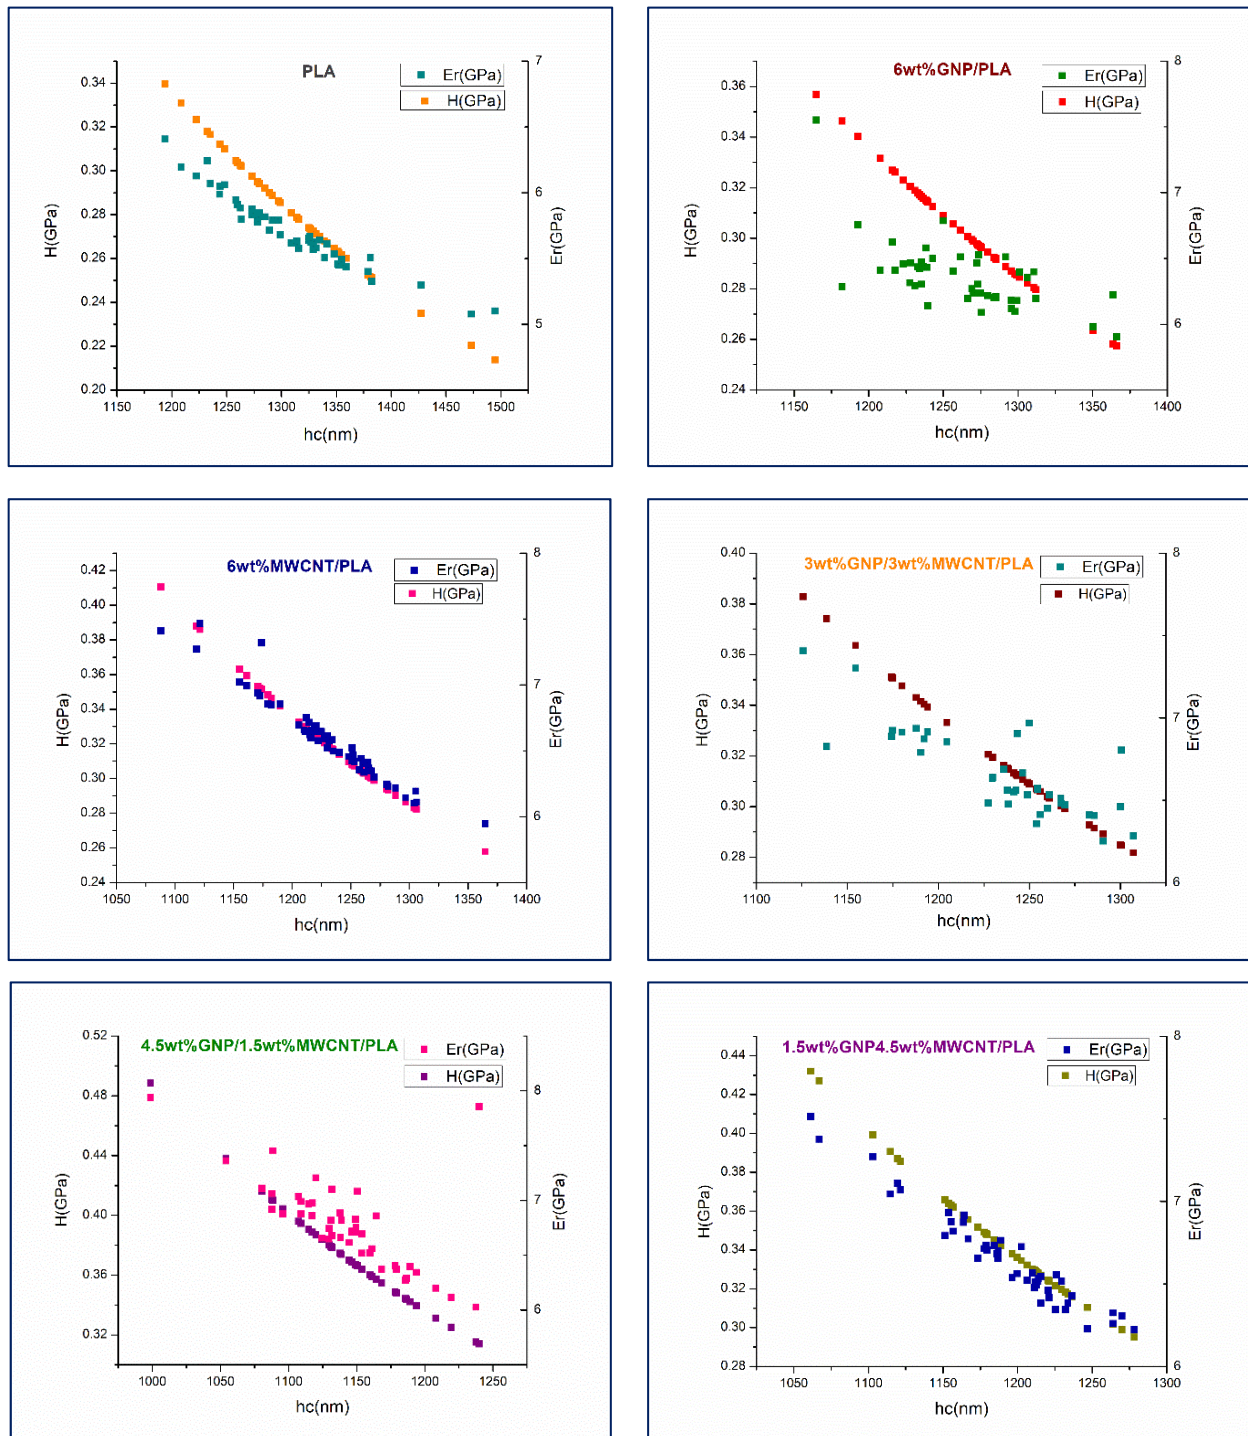 PLA
Er(GPa)
H(GPa)
0.34
0.32
0.30
0.28
0.26
0.24
0.22
0.20
H(GPa)
7
6
5
Er(GPa)
1150 1200 1250 1300 1350 1400 1450 1500
hc(nm)
6wt%GNP/PLA
Er(GPa)
H(GPa)
0.36
0.34
0.32
0.30
0.28
0.26
0.24
H(GPa)
8
7
6
Er(GPa)
1150 1200 1250 1300 1350 1400
hc(nm)
6wt%MWCNT/PLA
Er(GPa)
H(GPa)
0.42
0.40
0.38
0.36
0.34
0.32
0.30
0.28
0.26
0.24
H(GPa)
8
7
6
Er(GPa)
1050 1100 1150 1200 1250 1300 1350 1400
hc(nm)
3wt%GNP/3wt%MWCNT/PLA
Er(GPa)
H(GPa)
0.40
0.38
0.36
0.34
0.32
0.30
0.28
H(GPa)
8
7
6
Er(GPa)
1100 1150 1200 1250 1300
hc(nm)
4.5wt%GNP/1.5wt%MWCNT/PLA
Er(GPa)
H(GPa)
0.52
0.48
0.44
0.40
0.36
0.32
H(GPa)
8
7
6
Er(GPa)
1000 1050 1100 1150 1200 1250
hc(nm)
1.5wt%GNP4.5wt%MWCNT/PLA
Er(GPa)
H(GPa)
0.44
0.42
0.40
0.38
0.36
0.34
0.32
0.30
0.28
H(GPa)
8
7
6
Er(GPa)
1050 1100 1150 1200 1250 1300
hc(nm)